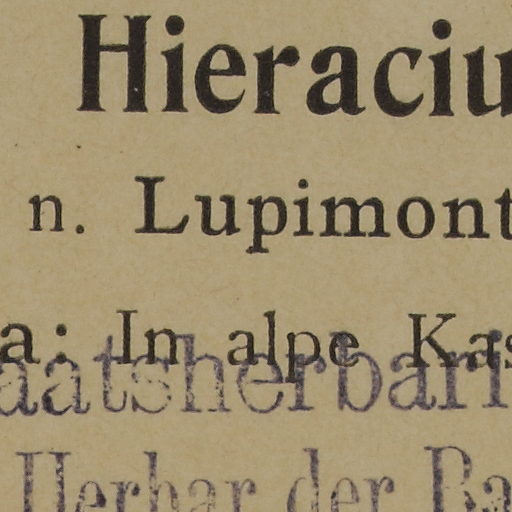 Hieraciu
n. Lupimont
a: In alpe Kas
aatsherbari
Herbar der Ba